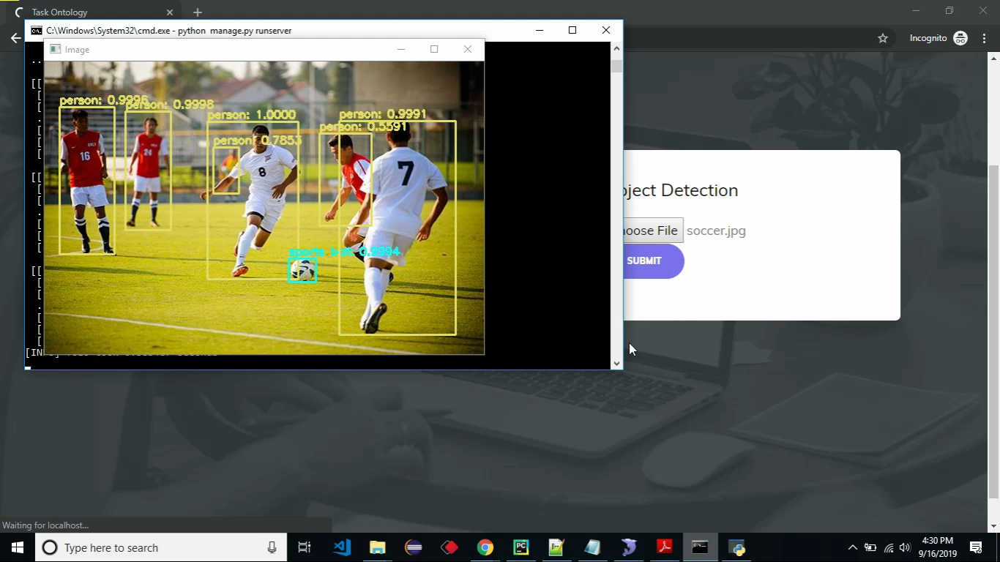 Task Ontology
C:\Windows\System32\cmd.exe - python manage.py runserver
Incognito
Image
person: 0.9996
person: 0.9998
person: 1.0000
person: 0.7853
person: 0.9991
person: 0.5591
16
24
8
7
sports ball: 0.9994
oject Detection
oose File soccer.jpg
SUBMIT
Waiting for localhost...
Type here to search
PC
4:30 PM
9/16/2019